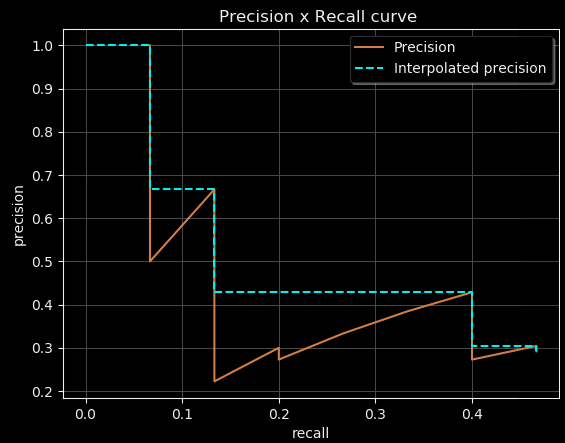 Precision x Recall curve
Precision
Interpolated precision
1.0
0.9
0.8
0.7
0.6
0.5
0.4
0.3
0.2
precision
0.0 0.1 0.2 0.3 0.4
recall